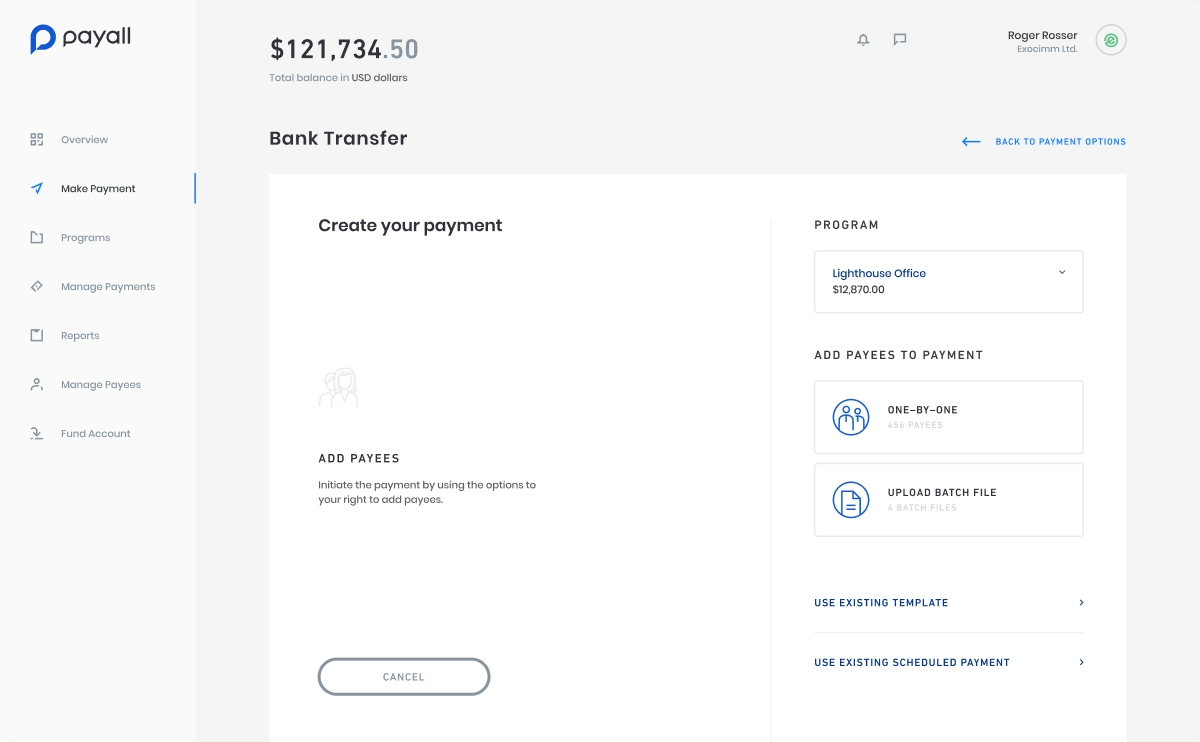 payall
$121,734.50
Total balance in USD dollars
Roger Rosser
Exocimm Ltd.
Overview
Make Payment
Programs
Manage Payments
Reports
Manage Payees
Fund Account
Bank Transfer
BACK TO PAYMENT OPTIONS
Create your payment
ADD PAYEES
Initiate the payment by using the options to
your right to add payees.
CANCEL
PROGRAM
Lighthouse Office
$12,870.00
ADD PAYEES TO PAYMENT
ONE–BY–ONE
456 PAYEES
UPLOAD BATCH FILE
4 BATCH FILES
USE EXISTING TEMPLATE
USE EXISTING SCHEDULED PAYMENT